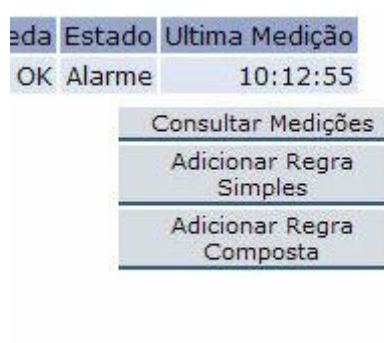 eda Estado Ultima Medição
OK Alarme 10:12:55
Consultar Medições
Adicionar Regra
Simples
Adicionar Regra
Composta